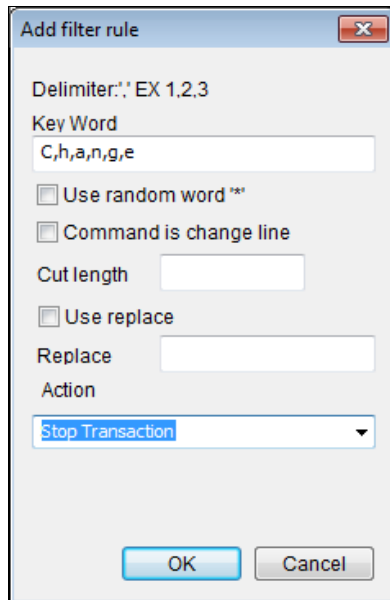 Add filter rule
Delimiter:',' EX 1,2,3
Key Word
C,h,a,n,g,e
Use random word '*'
Command is change line
Cut length
Use replace
Replace
Action
Stop Transaction
OK Cancel